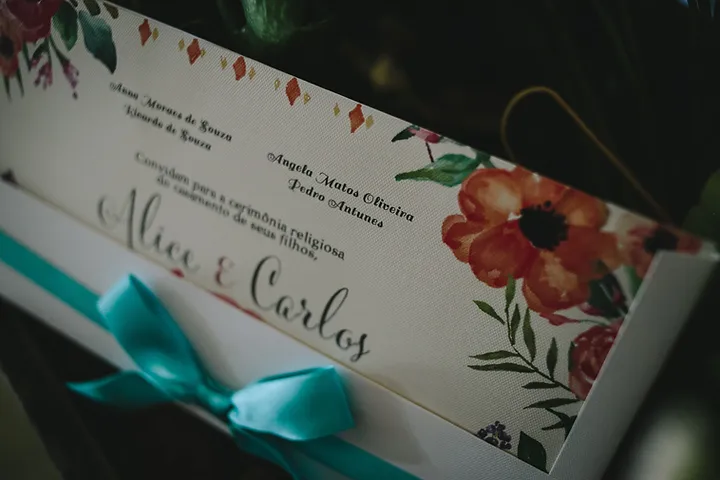 Anna Moraes de Souza
Ricardo de Souza
Angela Matos Oliveira
Pedro Antunes
Convidam para a cerimônia religiosa
do casamento de seus filhos,
Alice & Carlos